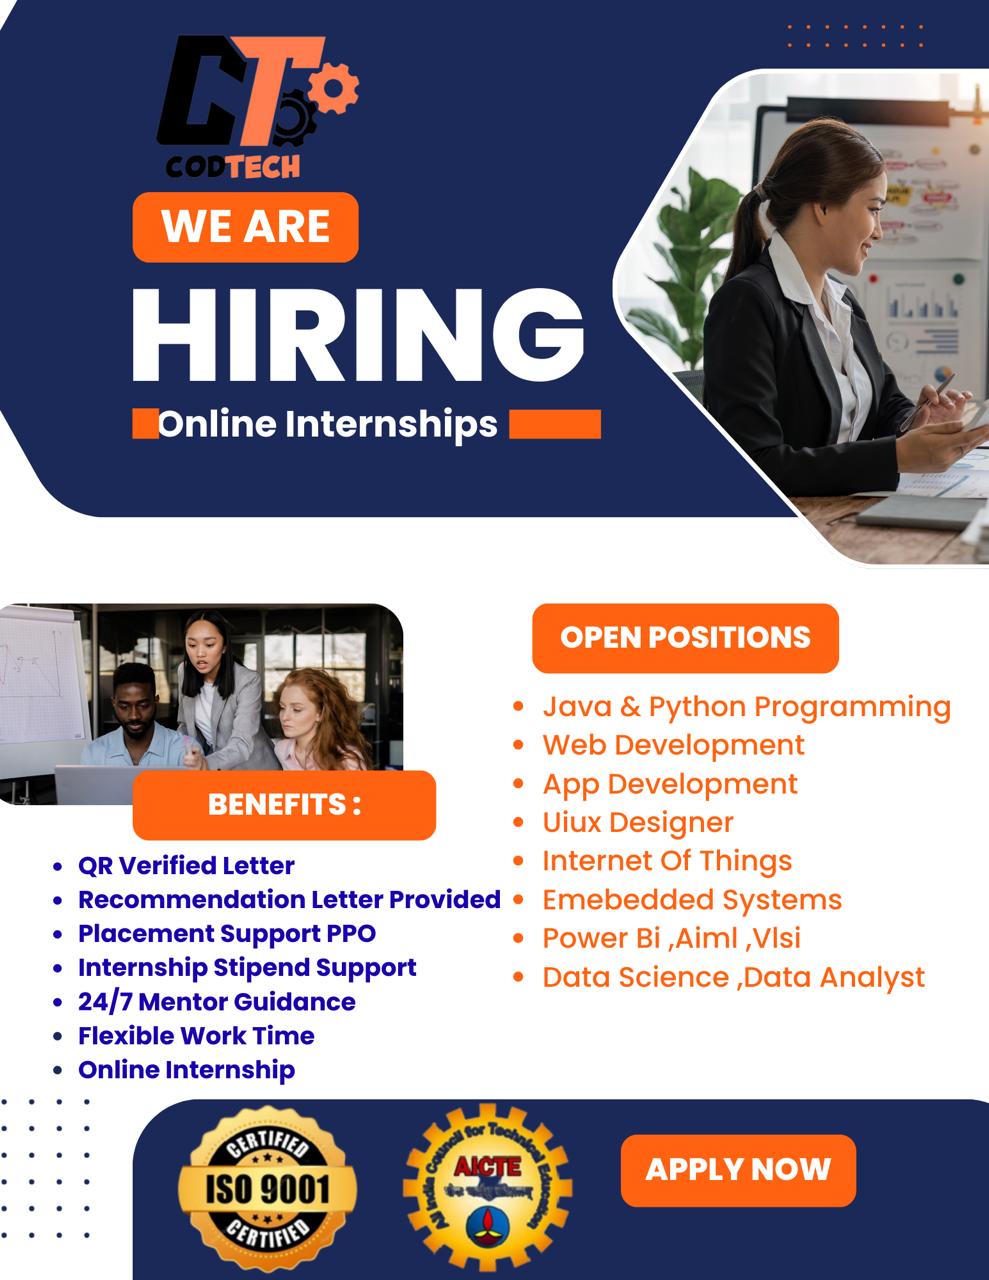 CT
CODTECH
WE ARE
HIRING
Online Internships
OPEN POSITIONS
Java & Python Programming
Web Development
App Development
Uiux Designer
Internet Of Things
Emebedded Systems
Power Bi ,Aiml ,Vlsi
Data Science ,Data Analyst
BENEFITS :
QR Verified Letter
Recommendation Letter Provided
Placement Support PPO
Internship Stipend Support
24/7 Mentor Guidance
Flexible Work Time
Online Internship
CERTIFIED
ISO 9001
CERTIFIED
All India Council for Technical Education
AICTE
APPLY NOW